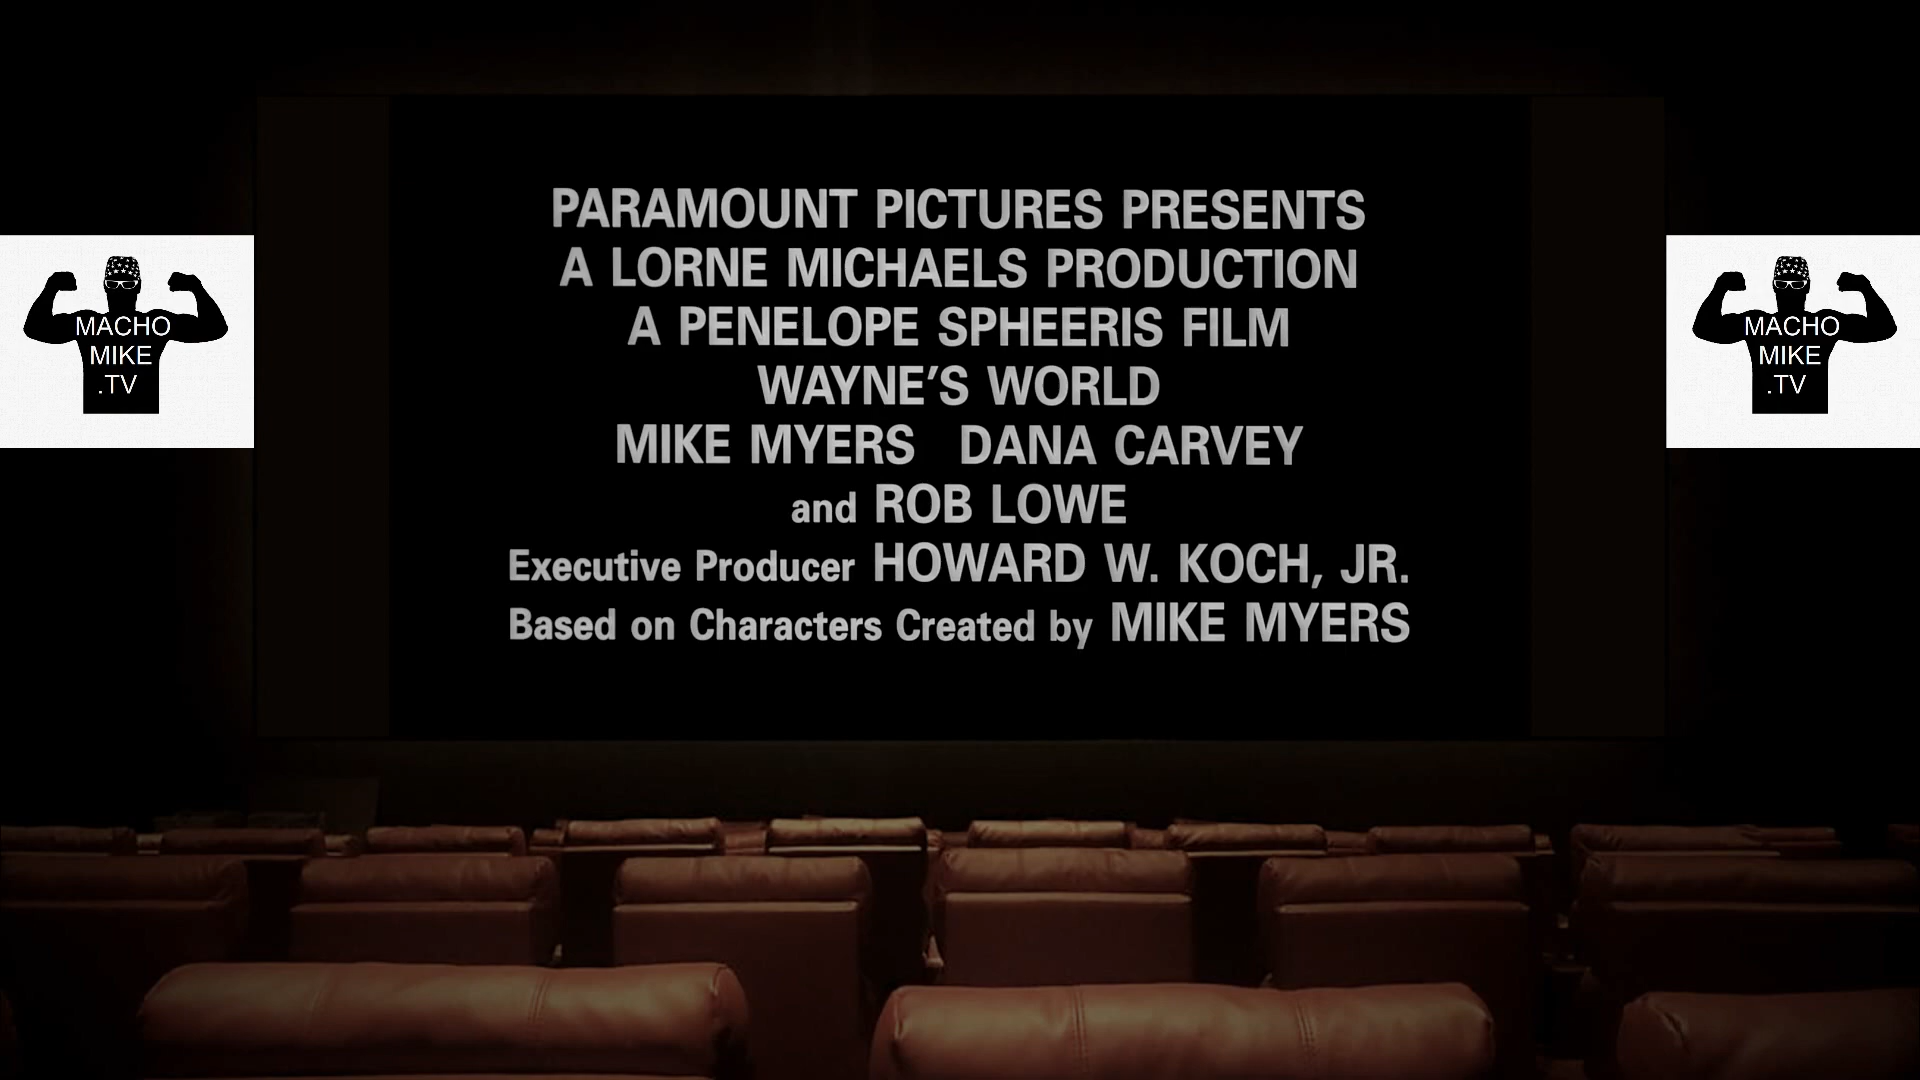 PARAMOUNT PICTURES PRESENTS
A LORNE MICHAELS PRODUCTION
A PENELOPE SPHEERIS FILM
WAYNE'S WORLD
MIKE MYERS DANA CARVEY
and ROB LOWE
Executive Producer HOWARD W. KOCH, JR.
Based on Characters Created by MIKE MYERS
MACHO
MIKE
.TV
MACHO
MIKE
.TV